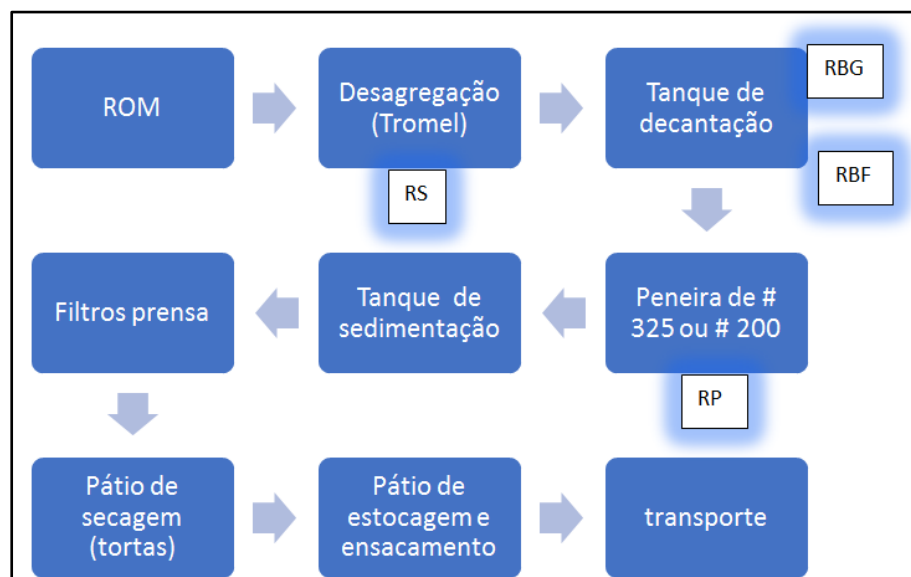 ROM
Desagregação
(Tromel)
RS
Tanque de
decantação
RBG
RBF
Peneira de #
325 ou # 200
RP
Tanque de
sedimentação
Filtros prensa
Pátio de
secagem
(tortas)
Pátio de
estocagem e
ensacamento
transporte